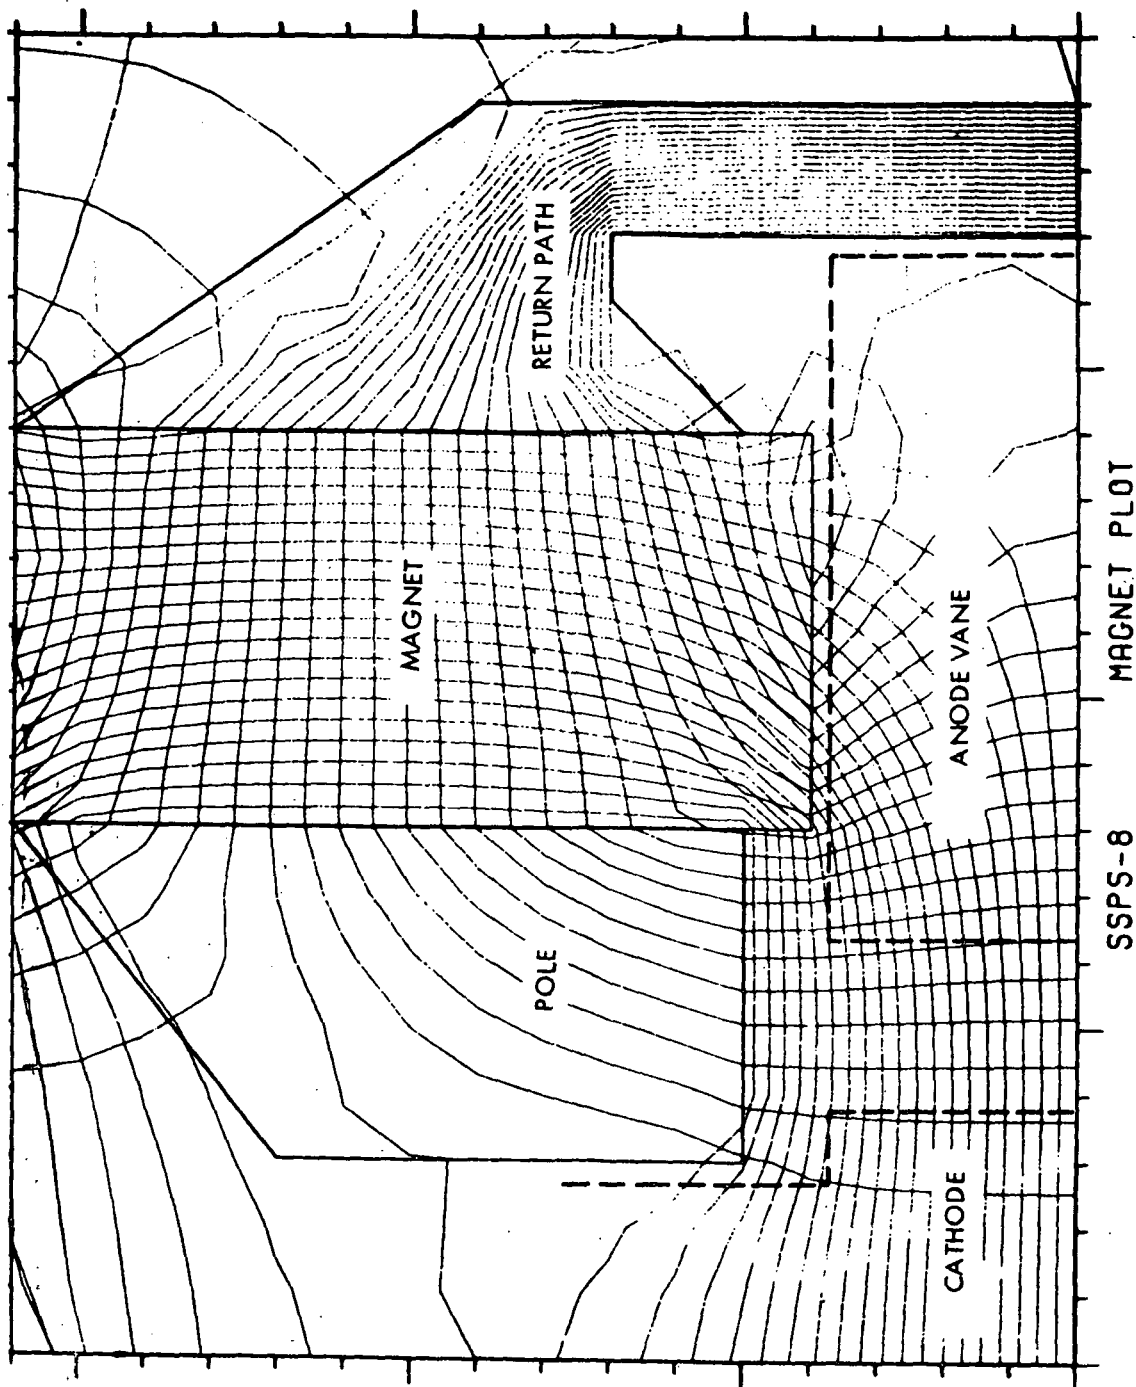 RETURN PATH
MAGNET
POLE
ANODE VANE
CATHODE
SSPS-8 MAGNET PLOT